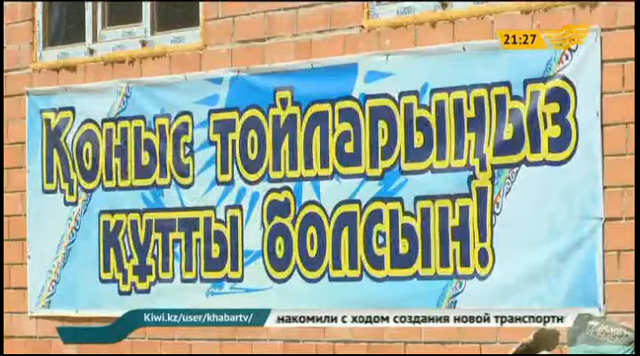 21:27
Қоныс тойларыңыз
құтты болсын!
Kiwi.kz/user/khabartv/
накомили с ходом создания новой транспортн